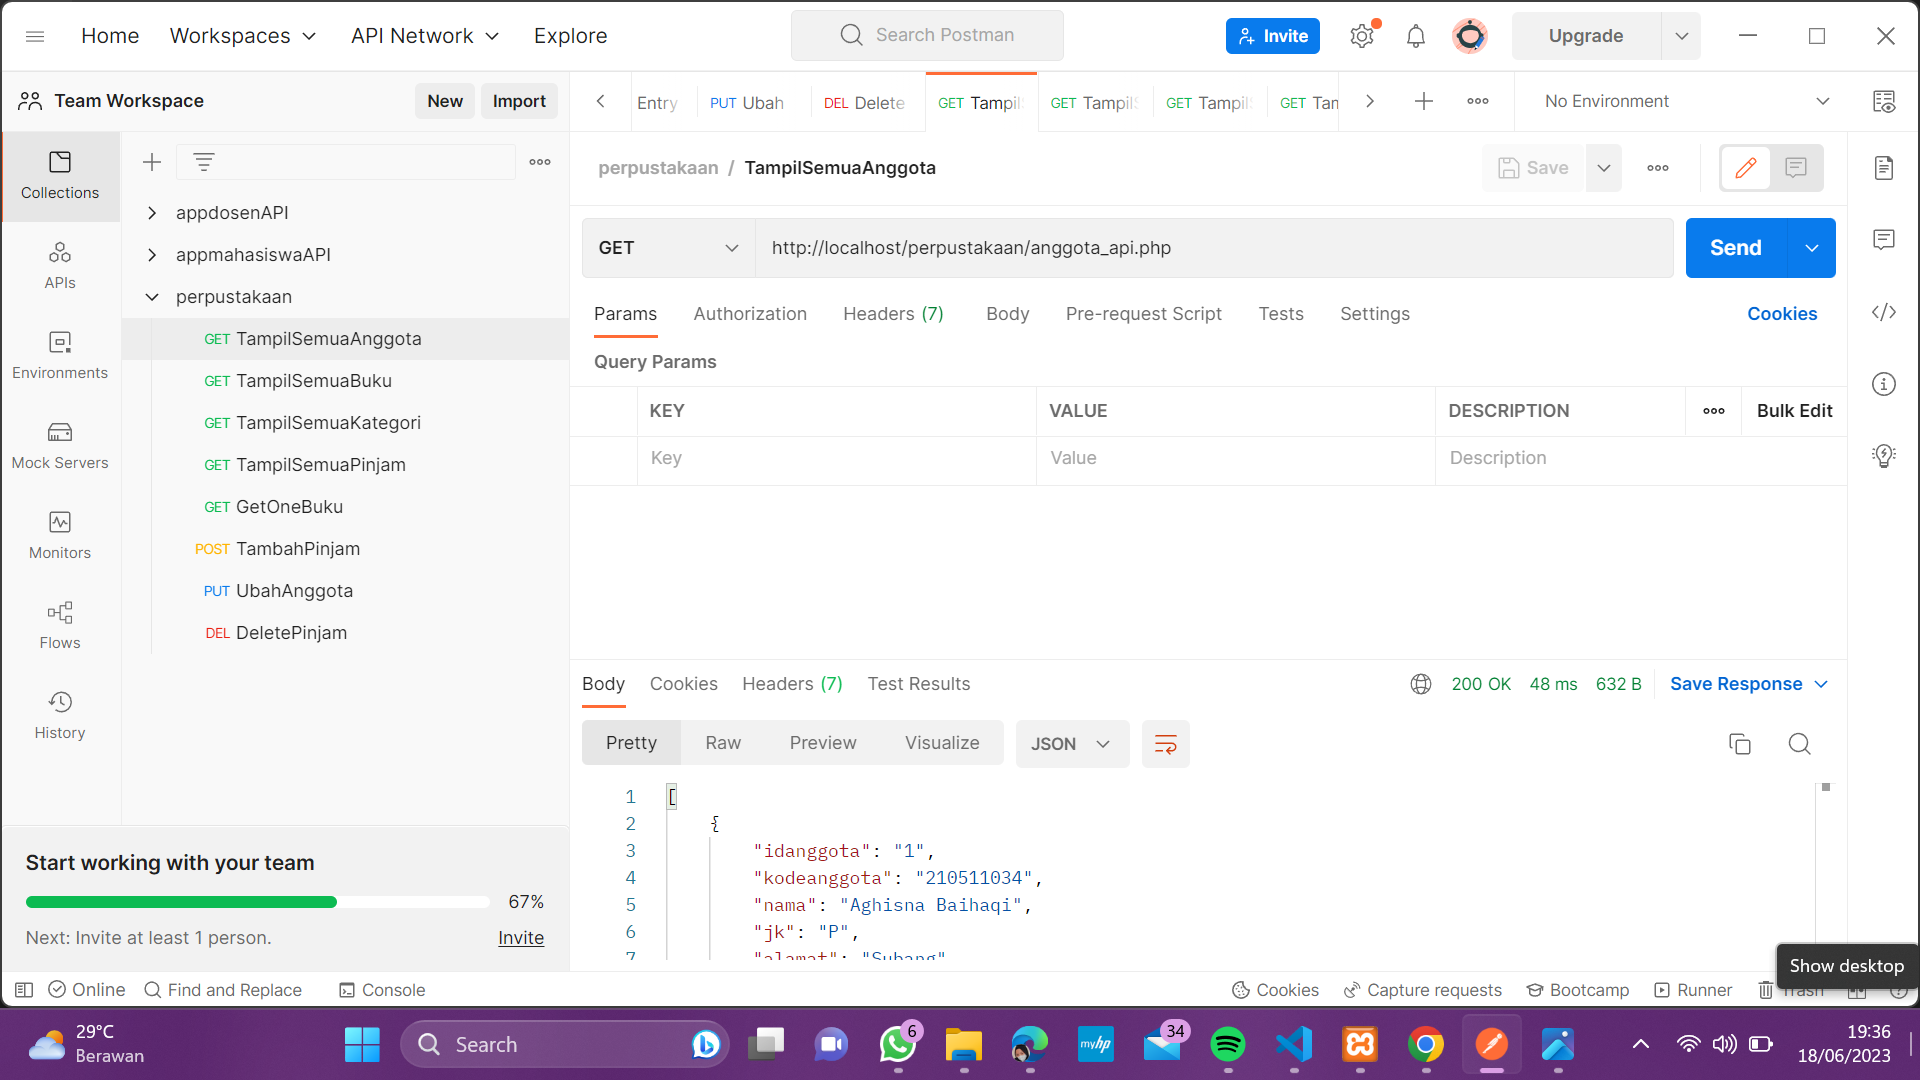 Home
Workspaces
API Network
Explore
Search Postman
Invite
Upgrade
Team Workspace
New
Import
Entry
PUT Ubah
DEL Delete
GET Tampil
GET Tampil
GET Tampil
GET Tam
No Environment
Collections
APIs
Environments
Mock Servers
Monitors
Flows
History
appdosenAPI
appmahasiswaAPI
perpustakaan
GET TampilSemuaAnggota
GET TampilSemuaBuku
GET TampilSemuaKategori
GET TampilSemuaPinjam
GET GetOneBuku
POST TambahPinjam
PUT UbahAnggota
DEL DeletePinjam
Start working with your team
67%
Next: Invite at least 1 person.
Invite
perpustakaan / TampilSemuaAnggota
Save
GET
http://localhost/perpustakaan/anggota_api.php
Send
Params
Authorization
Headers (7)
Body
Pre-request Script
Tests
Settings
Cookies
Query Params
KEY
VALUE
DESCRIPTION
Bulk Edit
Key
Value
Description
Body
Cookies
Headers (7)
Test Results
200 OK
48 ms
632 B
Save Response
Pretty
Raw
Preview
Visualize
JSON
1 [
2 {
3 "idanggota": "1",
4 "kodeanggota": "210511034",
5 "nama": "Aghisna Baihaqi",
6 "jk": "P",
7 "alamat": "Subang"
Show desktop
Online
Find and Replace
Console
Cookies
Capture requests
Bootcamp
Runner
Trash
29°C
Berawan
Search
6
myhp
34
19:36
18/06/2023